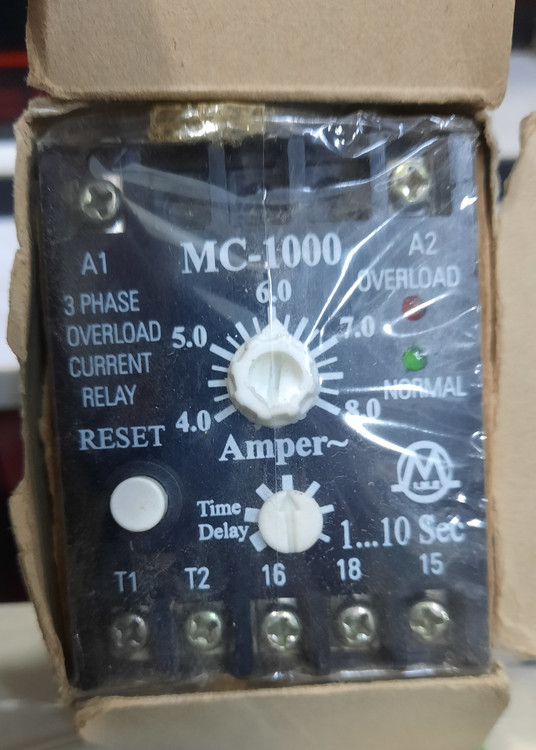 A1
MC-1000
A2
3 PHASE
OVERLOAD
CURRENT
RELAY
6.0
5.0
7.0
4.0
8.0
OVERLOAD
NORMAL
Amper~
RESET
M
Time
Delay
1...10 Sec
T1 T2 16 18 15